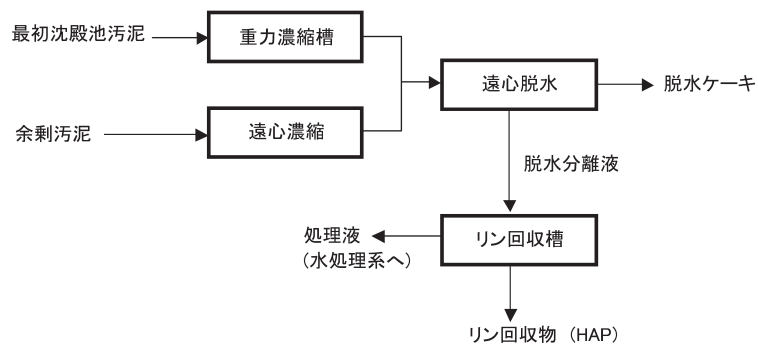 最初沈殿池汚泥
重力濃縮槽
遠心脱水
脱水ケーキ
余剰汚泥
遠心濃縮
脱水分離液
処理液
(水処理系へ)
リン回収槽
リン回収物 (HAP)